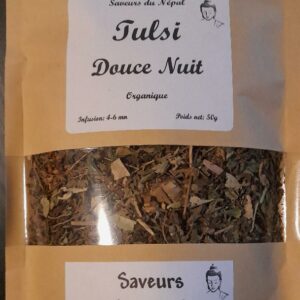 Saveurs du Népal
Tulsi
Douce Nuit
Organique
Infusion: 4-6 mn Poids net: 50g
Saveurs